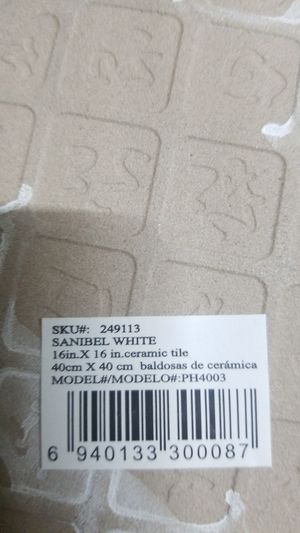 SKU#: 249113
SANIBEL WHITE
16in.X 16 in.ceramic tile
40cm X 40 cm baldosas de cerámica
MODEL#/MODELO#:PH4003
6 940133 300087